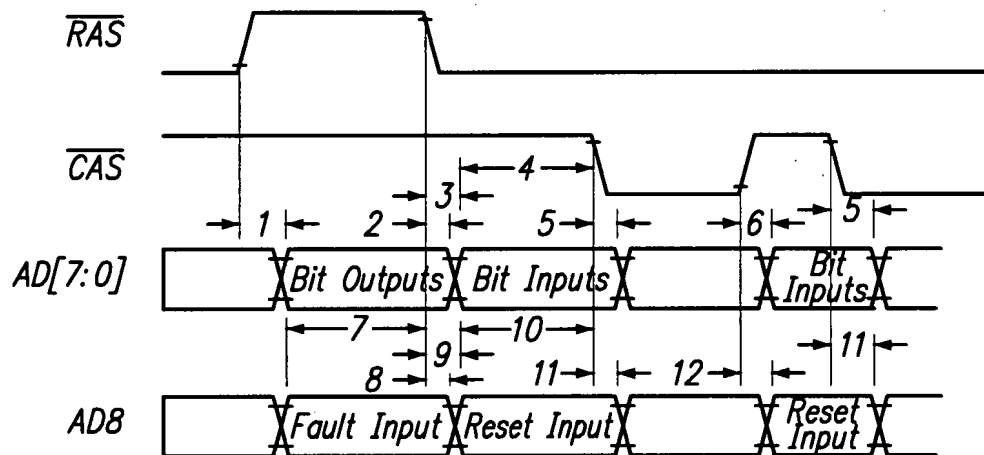 RAS
CAS
4
3
1 2 5 6 5
AD[7:0] Bit Outputs Bit Inputs Bit Inputs
7 10 11
9
8 11 12
AD8 Fault Input Reset Input Reset Input